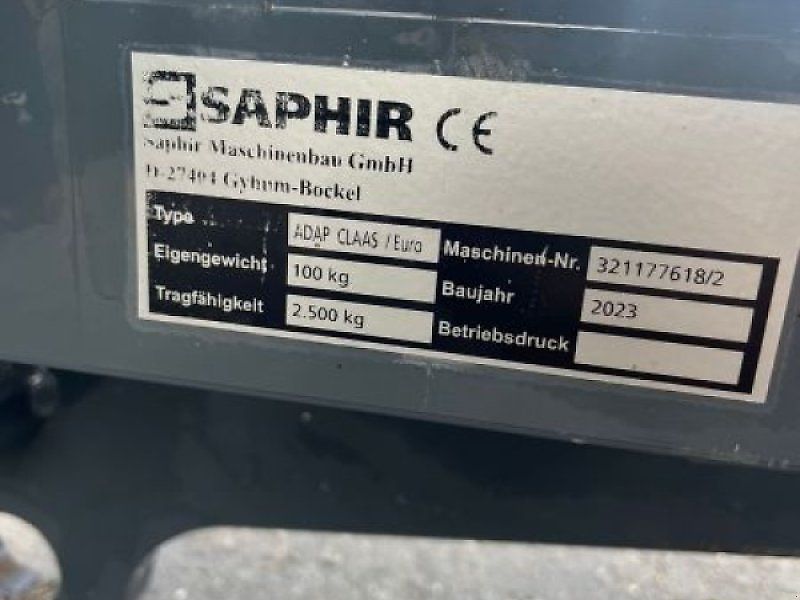 SAPHIR CE
Saphir Maschinenbau GmbH
D-27404 Gyhum-Bockel
Type ADAP CLAAS / Euro Maschinen-Nr. 321177618/2
Eigengewicht 100 kg Baujahr 2023
Tragfähigkeit 2.500 kg Betriebsdruck